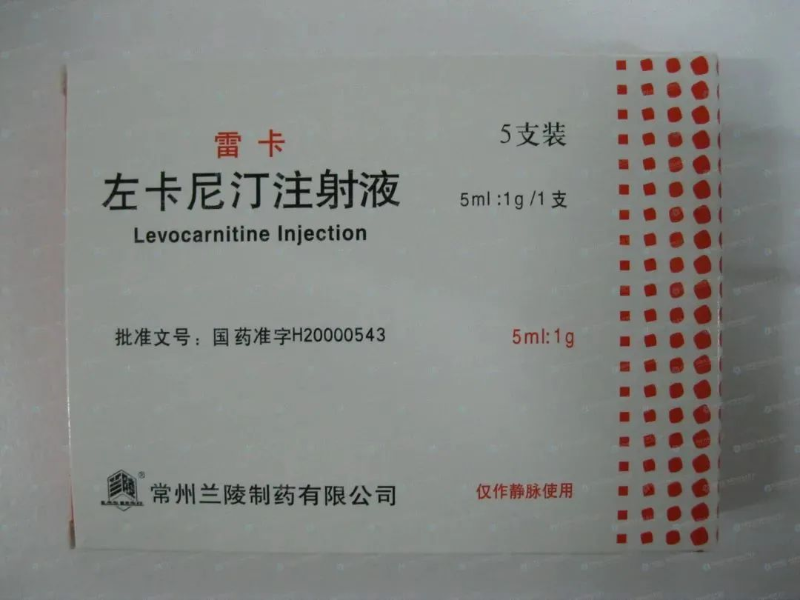 雷卡
5支装
左卡尼汀注射液
5ml:1g/1支
Levocarnitine Injection
批准文号：国药准字H20000543
5ml:1g
兰陵
®
常州兰陵制药有限公司
仅作静脉使用